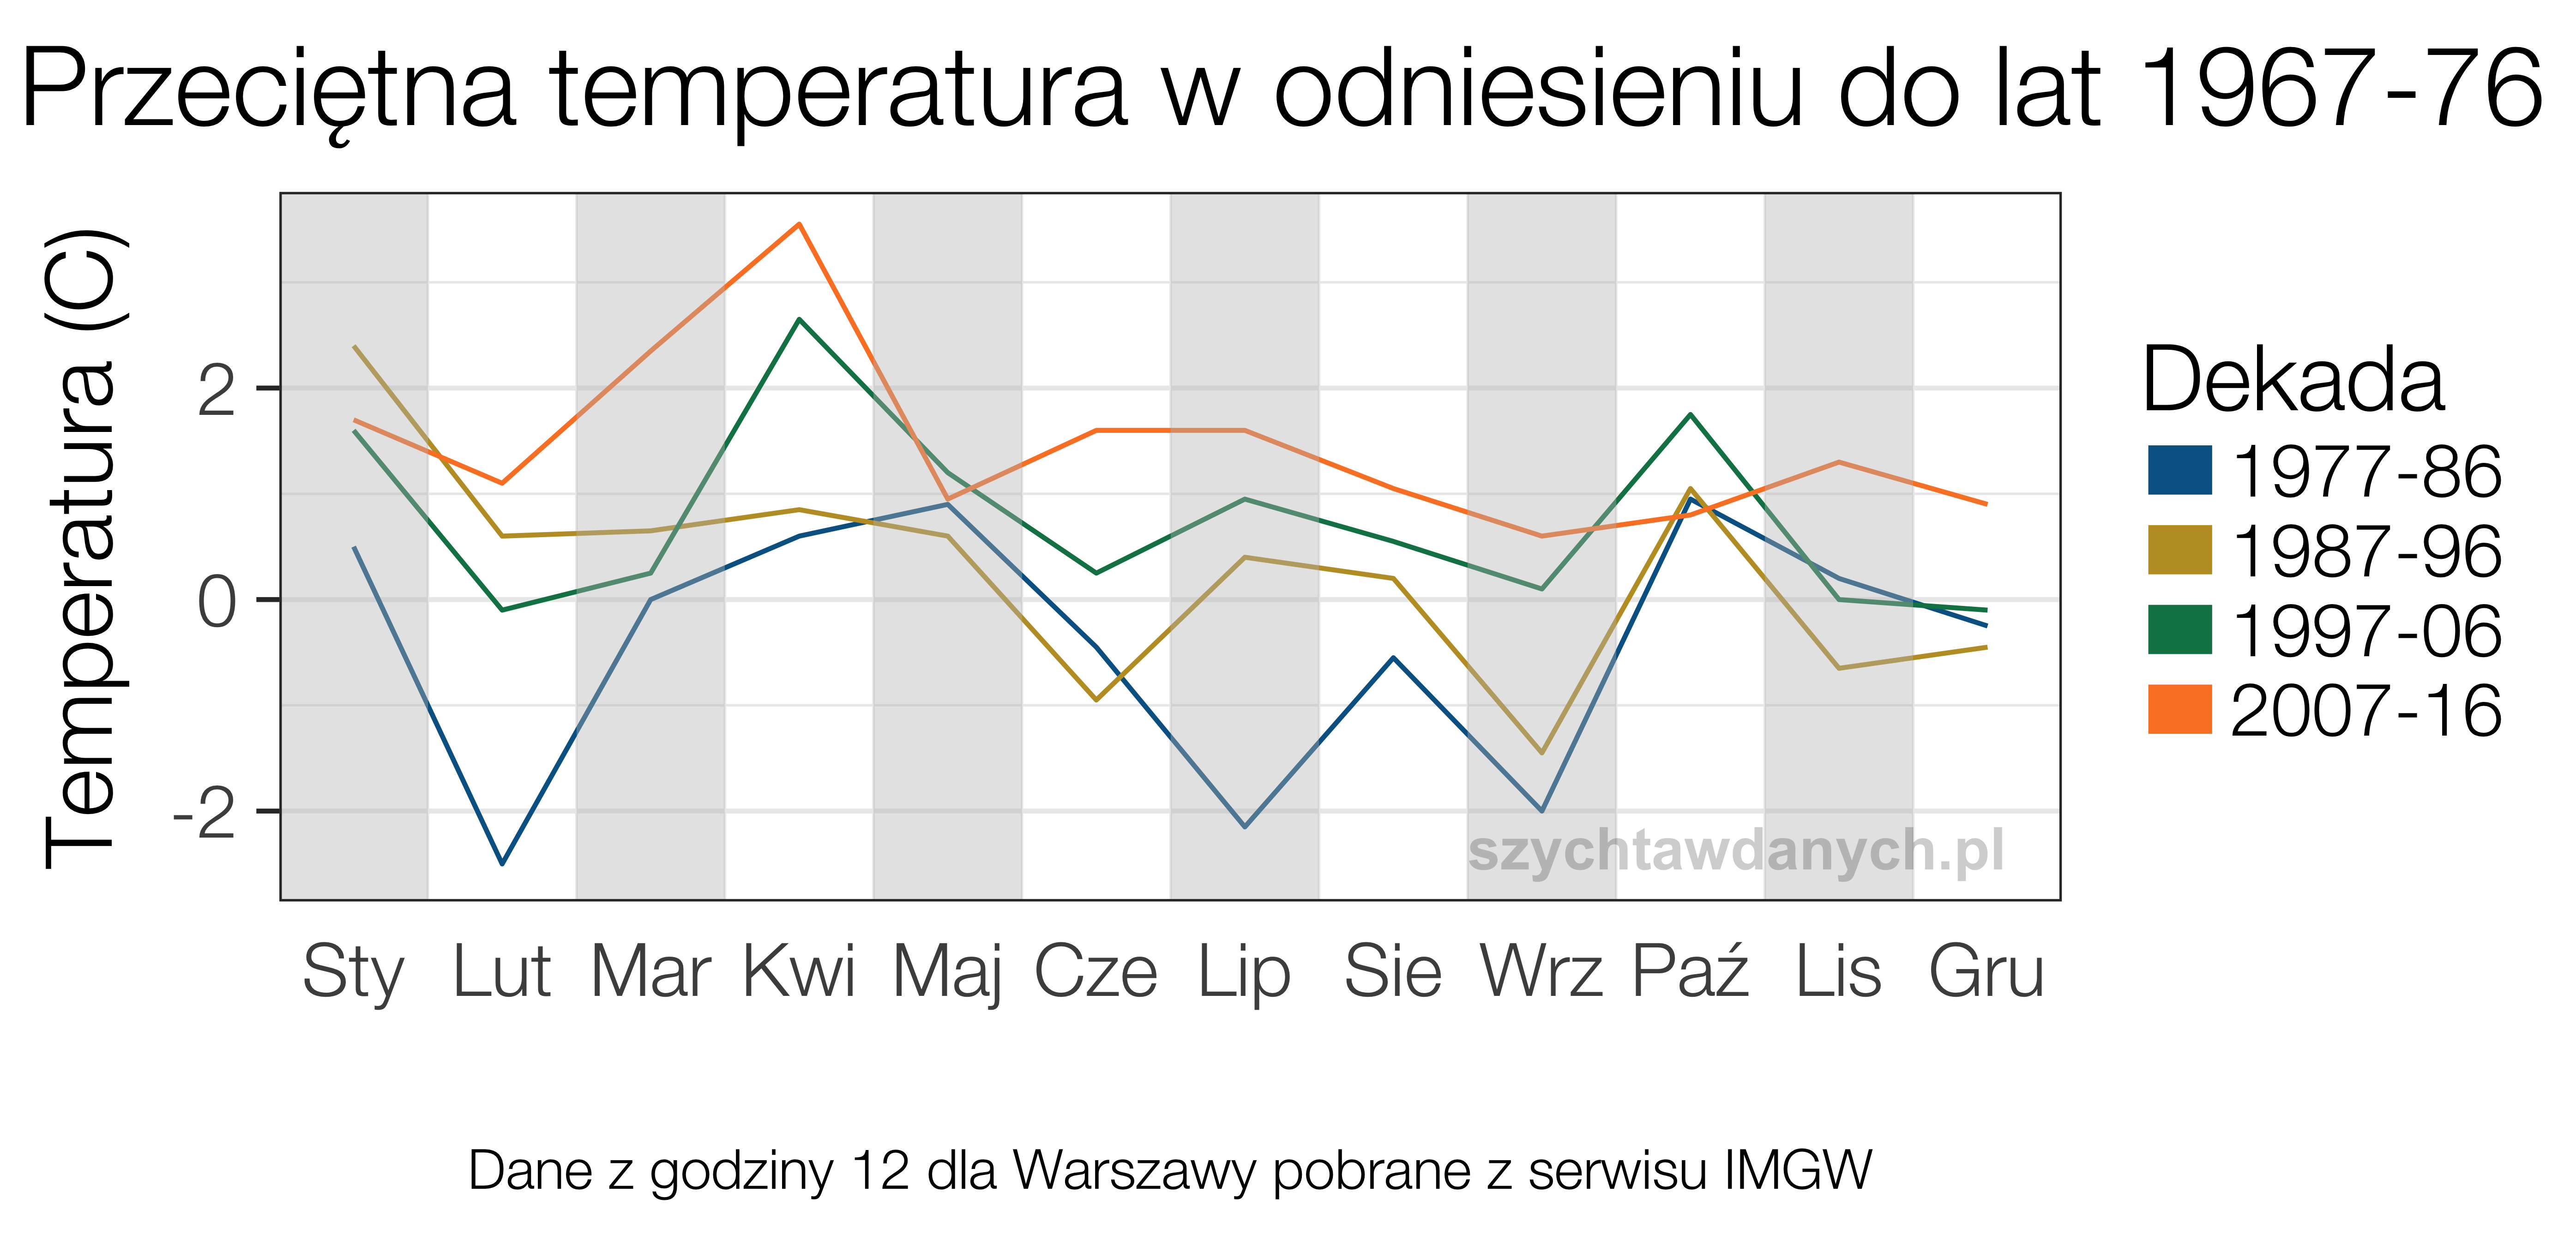 Przeciętna temperatura w odniesieniu do lat 1967-76
Temperatura (C)
2
0
-2
Sty Lut Mar Kwi Maj Cze Lip Sie Wrz Paź Lis Gru
szychtawdanych.pl
Dekada
1977-86
1987-96
1997-06
2007-16
Dane z godziny 12 dla Warszawy pobrane z serwisu IMGW